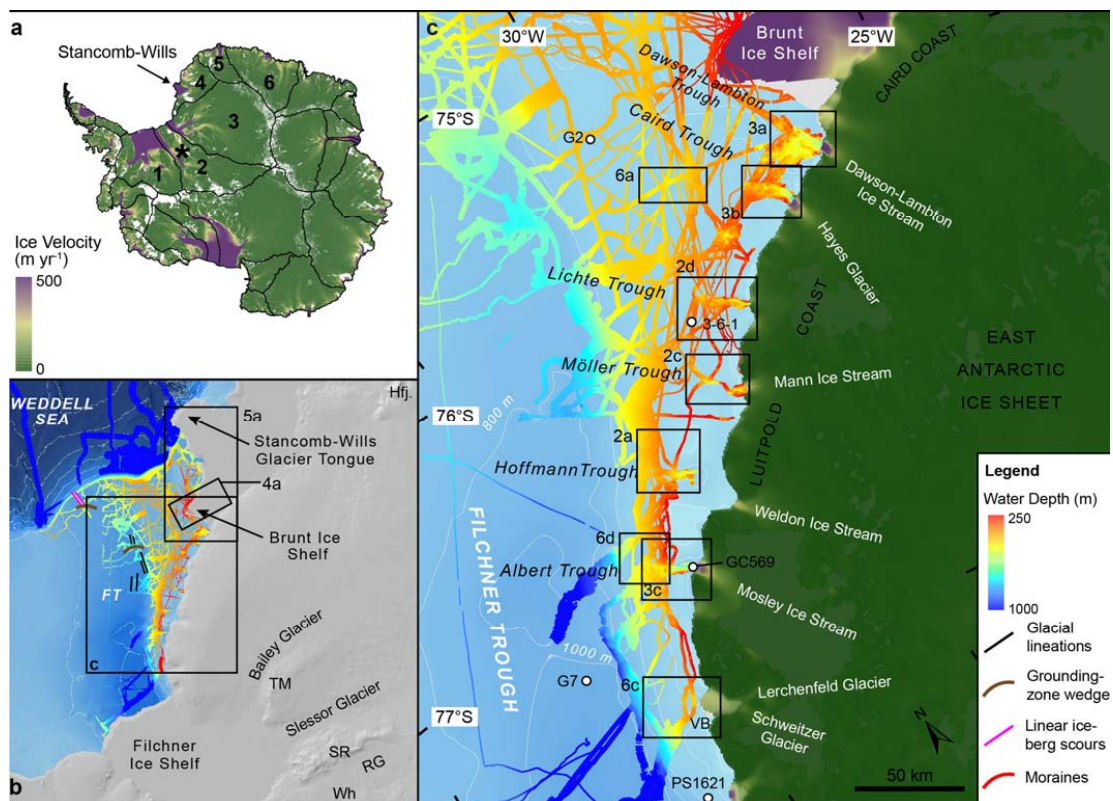 a
Stancomb-Wills
5
4
6
3
*
2
1
Ice Velocity
(m yr⁻¹)
500
0
b
WEDDELL
SEA
Hfj.
5a
Stancomb-Wills
Glacier Tongue
4a
Brunt Ice
Shelf
FT
c
Bailey Glacier
TM
Slessor Glacier
SR
RG
Filchner
Ice Shelf
Wh
c
30°W
Brunt
Ice Shelf
25°W
CAIRD COAST
Dawson-Lambton
Trough
75°S
G2
Caird Trough
3a
6a
3b
Dawson-Lambton
Ice Stream
Hayes Glacier
2d
Lichte Trough
3-6-1
COAST
EAST
ANTARCTIC
ICE SHEET
2c
Möller Trough
Mann Ice Stream
76°S
800 m
2a
LUITPOLD
Hoffmann Trough
Weldon Ice Stream
FILCHNER TROUGH
6d
GC569
Albert Trough
3c
Mosley Ice Stream
1000 m
G7
6c
Lerchenfeld Glacier
77°S
VB
Schweitzer
Glacier
PS1621
N
50 km
Legend
Water Depth (m)
250
1000
Glacial
lineations
Grounding-
zone wedge
Linear ice-
berg scours
Moraines